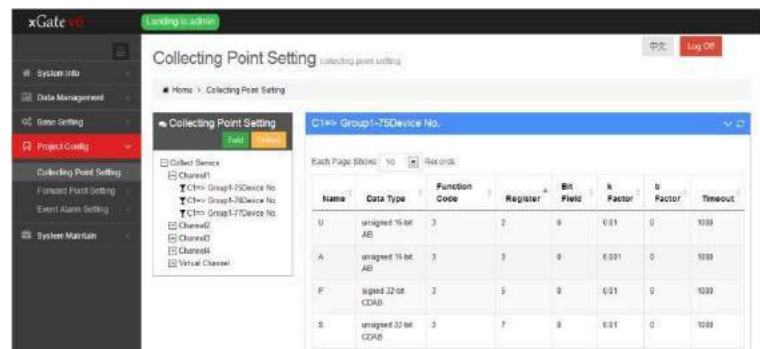 xGate v6
Landing is admin
Collecting Point Setting collecting point setting
中文
Log Off
System Info
Data Management
Base Setting
Project Config
Collecting Point Setting
Forward Point Setting
Event Alarm Setting
System Maintain
Home > Collecting Point Setting
Collecting Point Setting
Field
Collect Service
Channel1
C1=> Group1-75Device No.
C1=> Group1-76Device No.
C1=> Group1-77Device No.
Channel2
Channel3
Channel4
Virtual Channel
C1=> Group1-75Device No.
Each Page Shows 10 Records
Name Data Type Function Code Register Bit Field k Factor b Factor Timeout
U unsigned 16-bit AB 3 2 0 0.01 0 1000
A unsigned 16-bit AB 3 3 0 0.001 0 1000
P signed 32-bit CDAB 3 5 0 0.01 0 1000
S unsigned 32-bit CDAB 3 7 0 0.01 0 1000